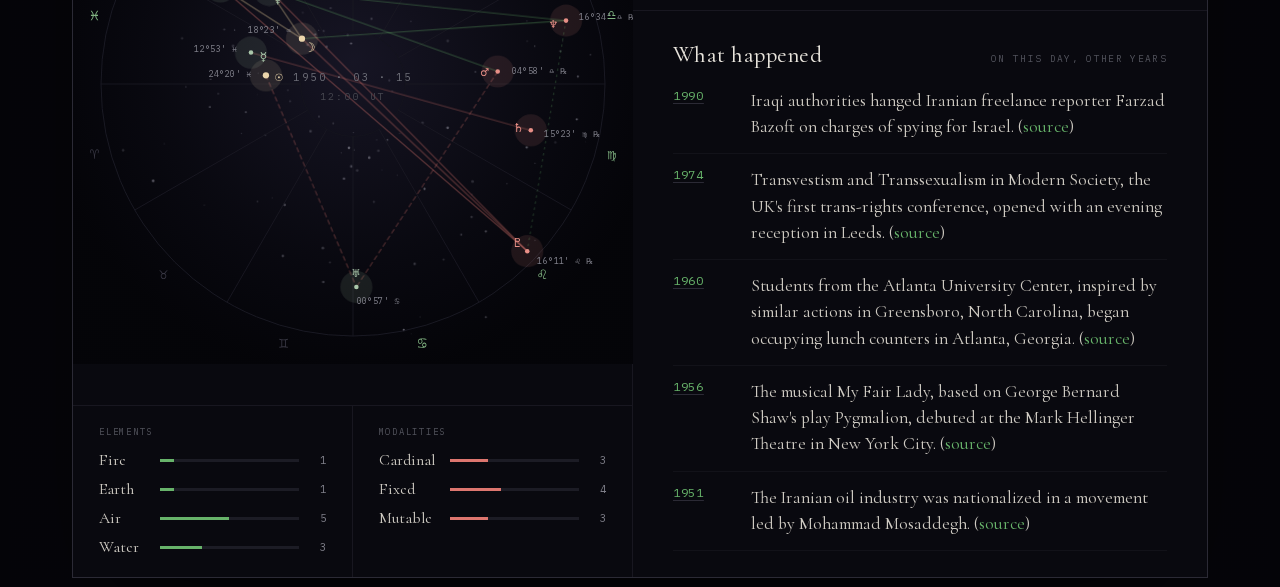 ♓
16°34' ♎ ℞
♎
18°23'
12°53' ♓
24°20' ♓
1950 · 03 · 15
12:00 UT
04°58' ♎ ℞
15°23' ♍ ℞
♈
♍
16°11' ♌ ℞
♌
♉
00°57' ♋
♊
♋
ELEMENTS
Fire 1
Earth 1
Air 5
Water 3
MODALITIES
Cardinal 3
Fixed 4
Mutable 3
What happened
ON THIS DAY, OTHER YEARS
1990
Iraqi authorities hanged Iranian freelance reporter Farzad
Bazoft on charges of spying for Israel. (source)
1974
Transvestism and Transsexualism in Modern Society, the
UK's first trans-rights conference, opened with an evening
reception in Leeds. (source)
1960
Students from the Atlanta University Center, inspired by
similar actions in Greensboro, North Carolina, began
occupying lunch counters in Atlanta, Georgia. (source)
1956
The musical My Fair Lady, based on George Bernard
Shaw's play Pygmalion, debuted at the Mark Hellinger
Theatre in New York City. (source)
1951
The Iranian oil industry was nationalized in a movement
led by Mohammad Mosaddegh. (source)